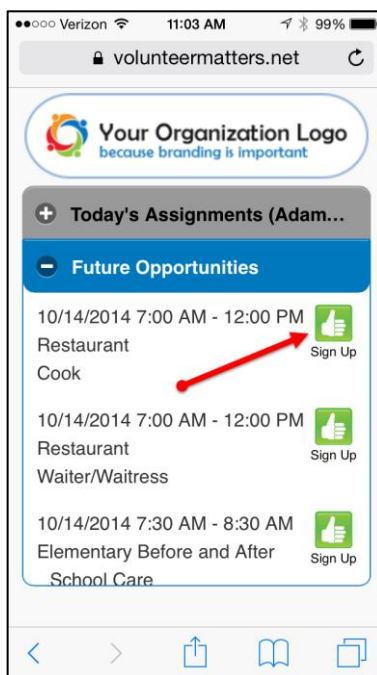 Verizon 11:03 AM 99%
volunteermatters.net
Your Organization Logo
because branding is important
Today's Assignments (Adam...
Future Opportunities
10/14/2014 7:00 AM - 12:00 PM
Restaurant
Cook
Sign Up
10/14/2014 7:00 AM - 12:00 PM
Restaurant
Waiter/Waitress
Sign Up
10/14/2014 7:30 AM - 8:30 AM
Elementary Before and After
School Care
Sign Up